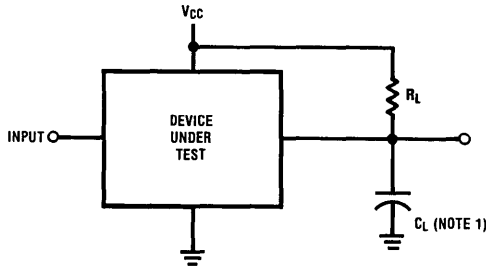 VCC
RL
DEVICE
UNDER
TEST
INPUT
CL (NOTE 1)